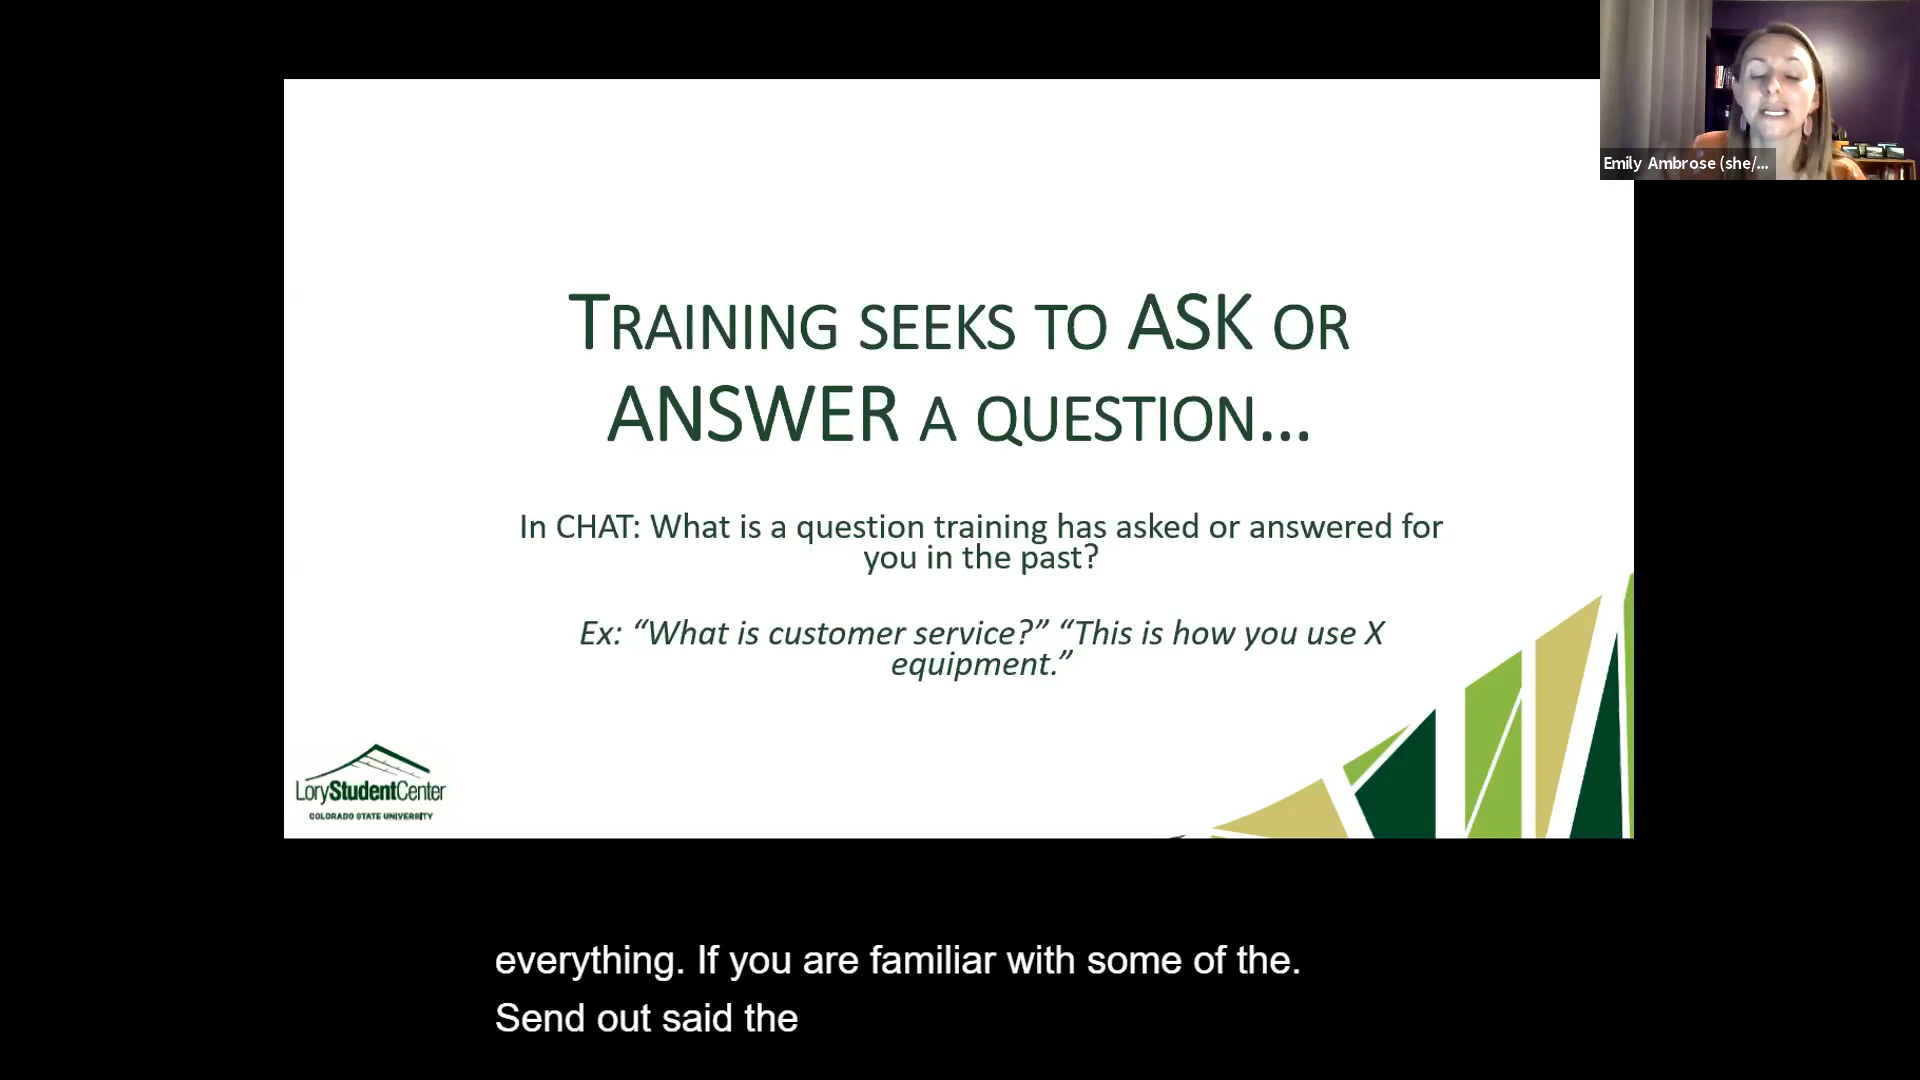 Emily Ambrose (she/...
TRAINING SEEKS TO ASK OR
ANSWER A QUESTION...
In CHAT: What is a question training has asked or answered for
you in the past?
Ex: “What is customer service?” “This is how you use X
equipment.”
LoryStudentCenter
COLORADO STATE UNIVERSITY
everything. If you are familiar with some of the.
Send out said the